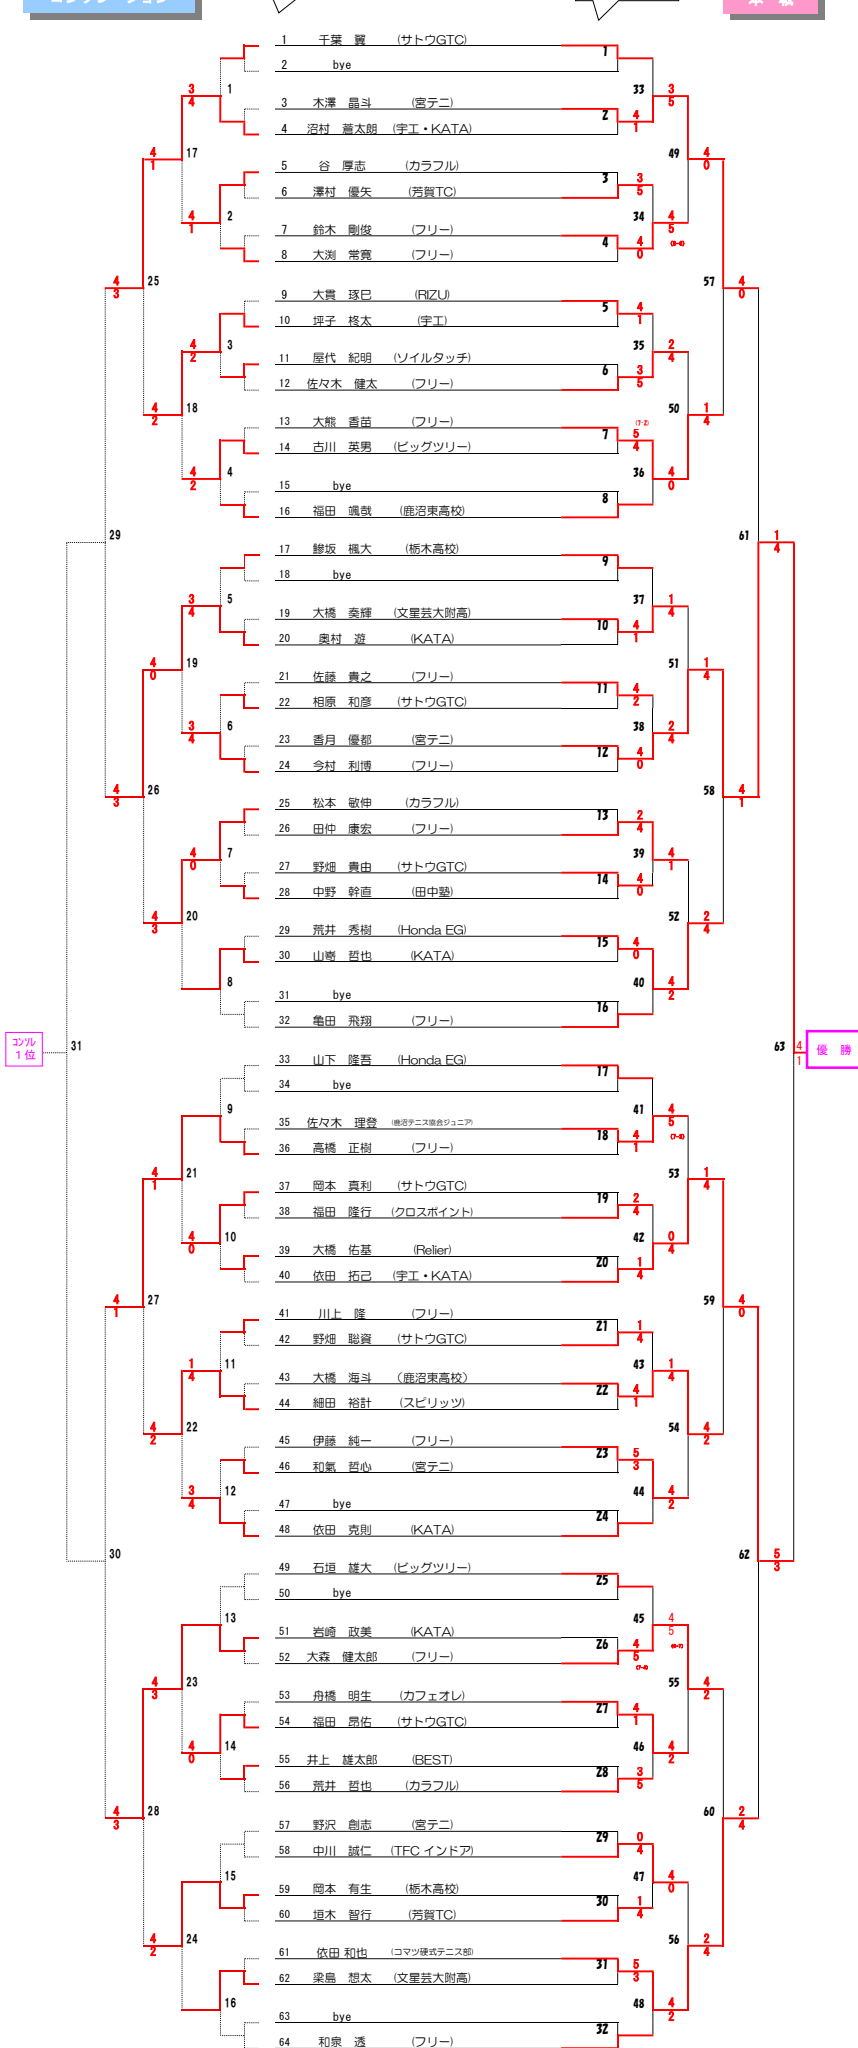 コンソレーション
本　戦
1 千葉　翼 (サトウGTC)
2 bye
3 木澤　晶斗 (宮テニ)
4 沼村　蒼太朗 (宇工・KATA)
5 谷　厚志 (カラフル)
6 澤村　優矢 (芳賀TC)
7 鈴木　剛俊 (フリー)
8 大渕　常寛 (フリー)
9 大貫　琢巳 (RIZU)
10 坪子　柊太 (宇工)
11 屋代　紀明 (ソイルタッチ)
12 佐々木　健太 (フリー)
13 大熊　香苗 (フリー)
14 古川　英男 (ビッグツリー)
15 bye
16 福田　颯哉 (鹿沼東高校)
17 鰺坂　楓大 (栃木高校)
18 bye
19 大橋　奏輝 (文星芸大附高)
20 奥村　遊 (KATA)
21 佐藤　貴之 (フリー)
22 相原　和彦 (サトウGTC)
23 香月　優都 (宮テニ)
24 今村　利博 (フリー)
25 松本　敏伸 (カラフル)
26 田仲　康宏 (フリー)
27 野畑　貴由 (サトウGTC)
28 中野　幹直 (田中塾)
29 荒井　秀樹 (Honda EG)
30 山嵜　哲也 (KATA)
31 bye
32 亀田　飛翔 (フリー)
33 山下　隆吾 (Honda EG)
34 bye
35 佐々木　理登 (鹿沼テニス協会ジュニア)
36 高橋　正樹 (フリー)
37 岡本　真利 (サトウGTC)
38 福田　隆行 (クロスポイント)
39 大橋　佑基 (Relier)
40 依田　拓己 (宇工・KATA)
41 川上　隆 (フリー)
42 野畑　聡資 (サトウGTC)
43 大橋　海斗 (鹿沼東高校)
44 細田　裕計 (スピリッツ)
45 伊藤　純一 (フリー)
46 和氣　哲心 (宮テニ)
47 bye
48 依田　克則 (KATA)
49 石垣　雄大 (ビッグツリー)
50 bye
51 岩崎　政美 (KATA)
52 大森　健太郎 (フリー)
53 舟橋　明生 (カフェオレ)
54 福田　昂佑 (サトウGTC)
55 井上　雄太郎 (BEST)
56 荒井　哲也 (カラフル)
57 野沢　創志 (宮テニ)
58 中川　誠仁 (TFC インドア)
59 岡本　有生 (栃木高校)
60 垣木　智行 (芳賀TC)
61 依田 和也 (コマツ硬式テニス部)
62 梁島　想太 (文星芸大附高)
63 bye
64 和泉　透 (フリー)
コンソレ
1位
優　勝